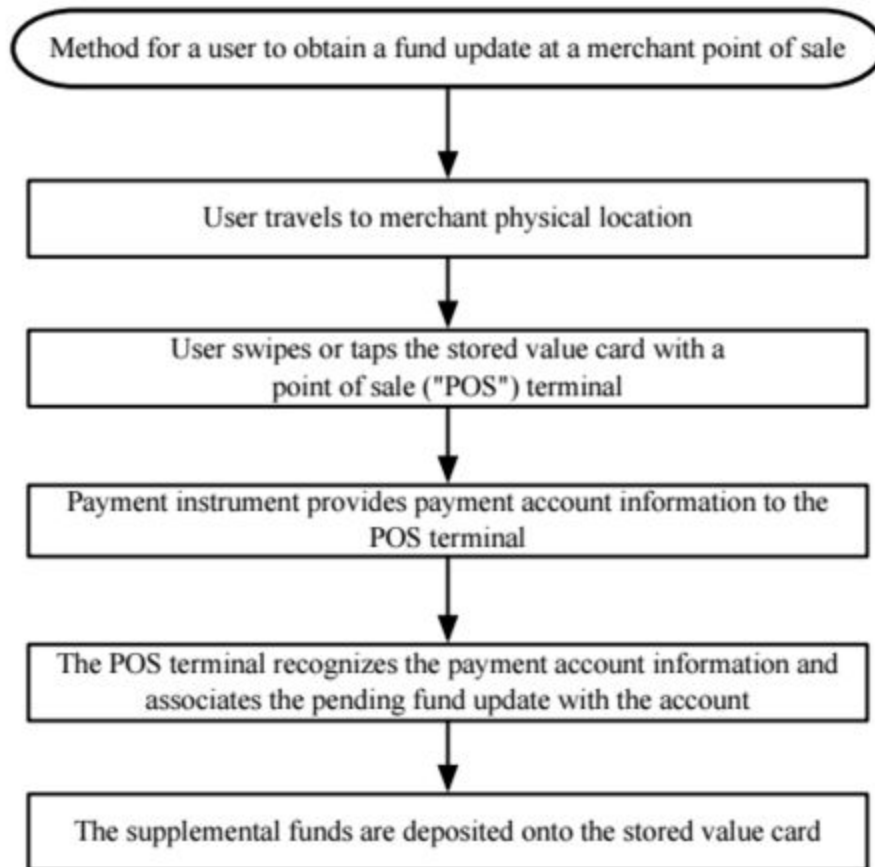 Method for a user to obtain a fund update at a merchant point of sale
User travels to merchant physical location
User swipes or taps the stored value card with a
point of sale ("POS") terminal
Payment instrument provides payment account information to the
POS terminal
The POS terminal recognizes the payment account information and
associates the pending fund update with the account
The supplemental funds are deposited onto the stored value card